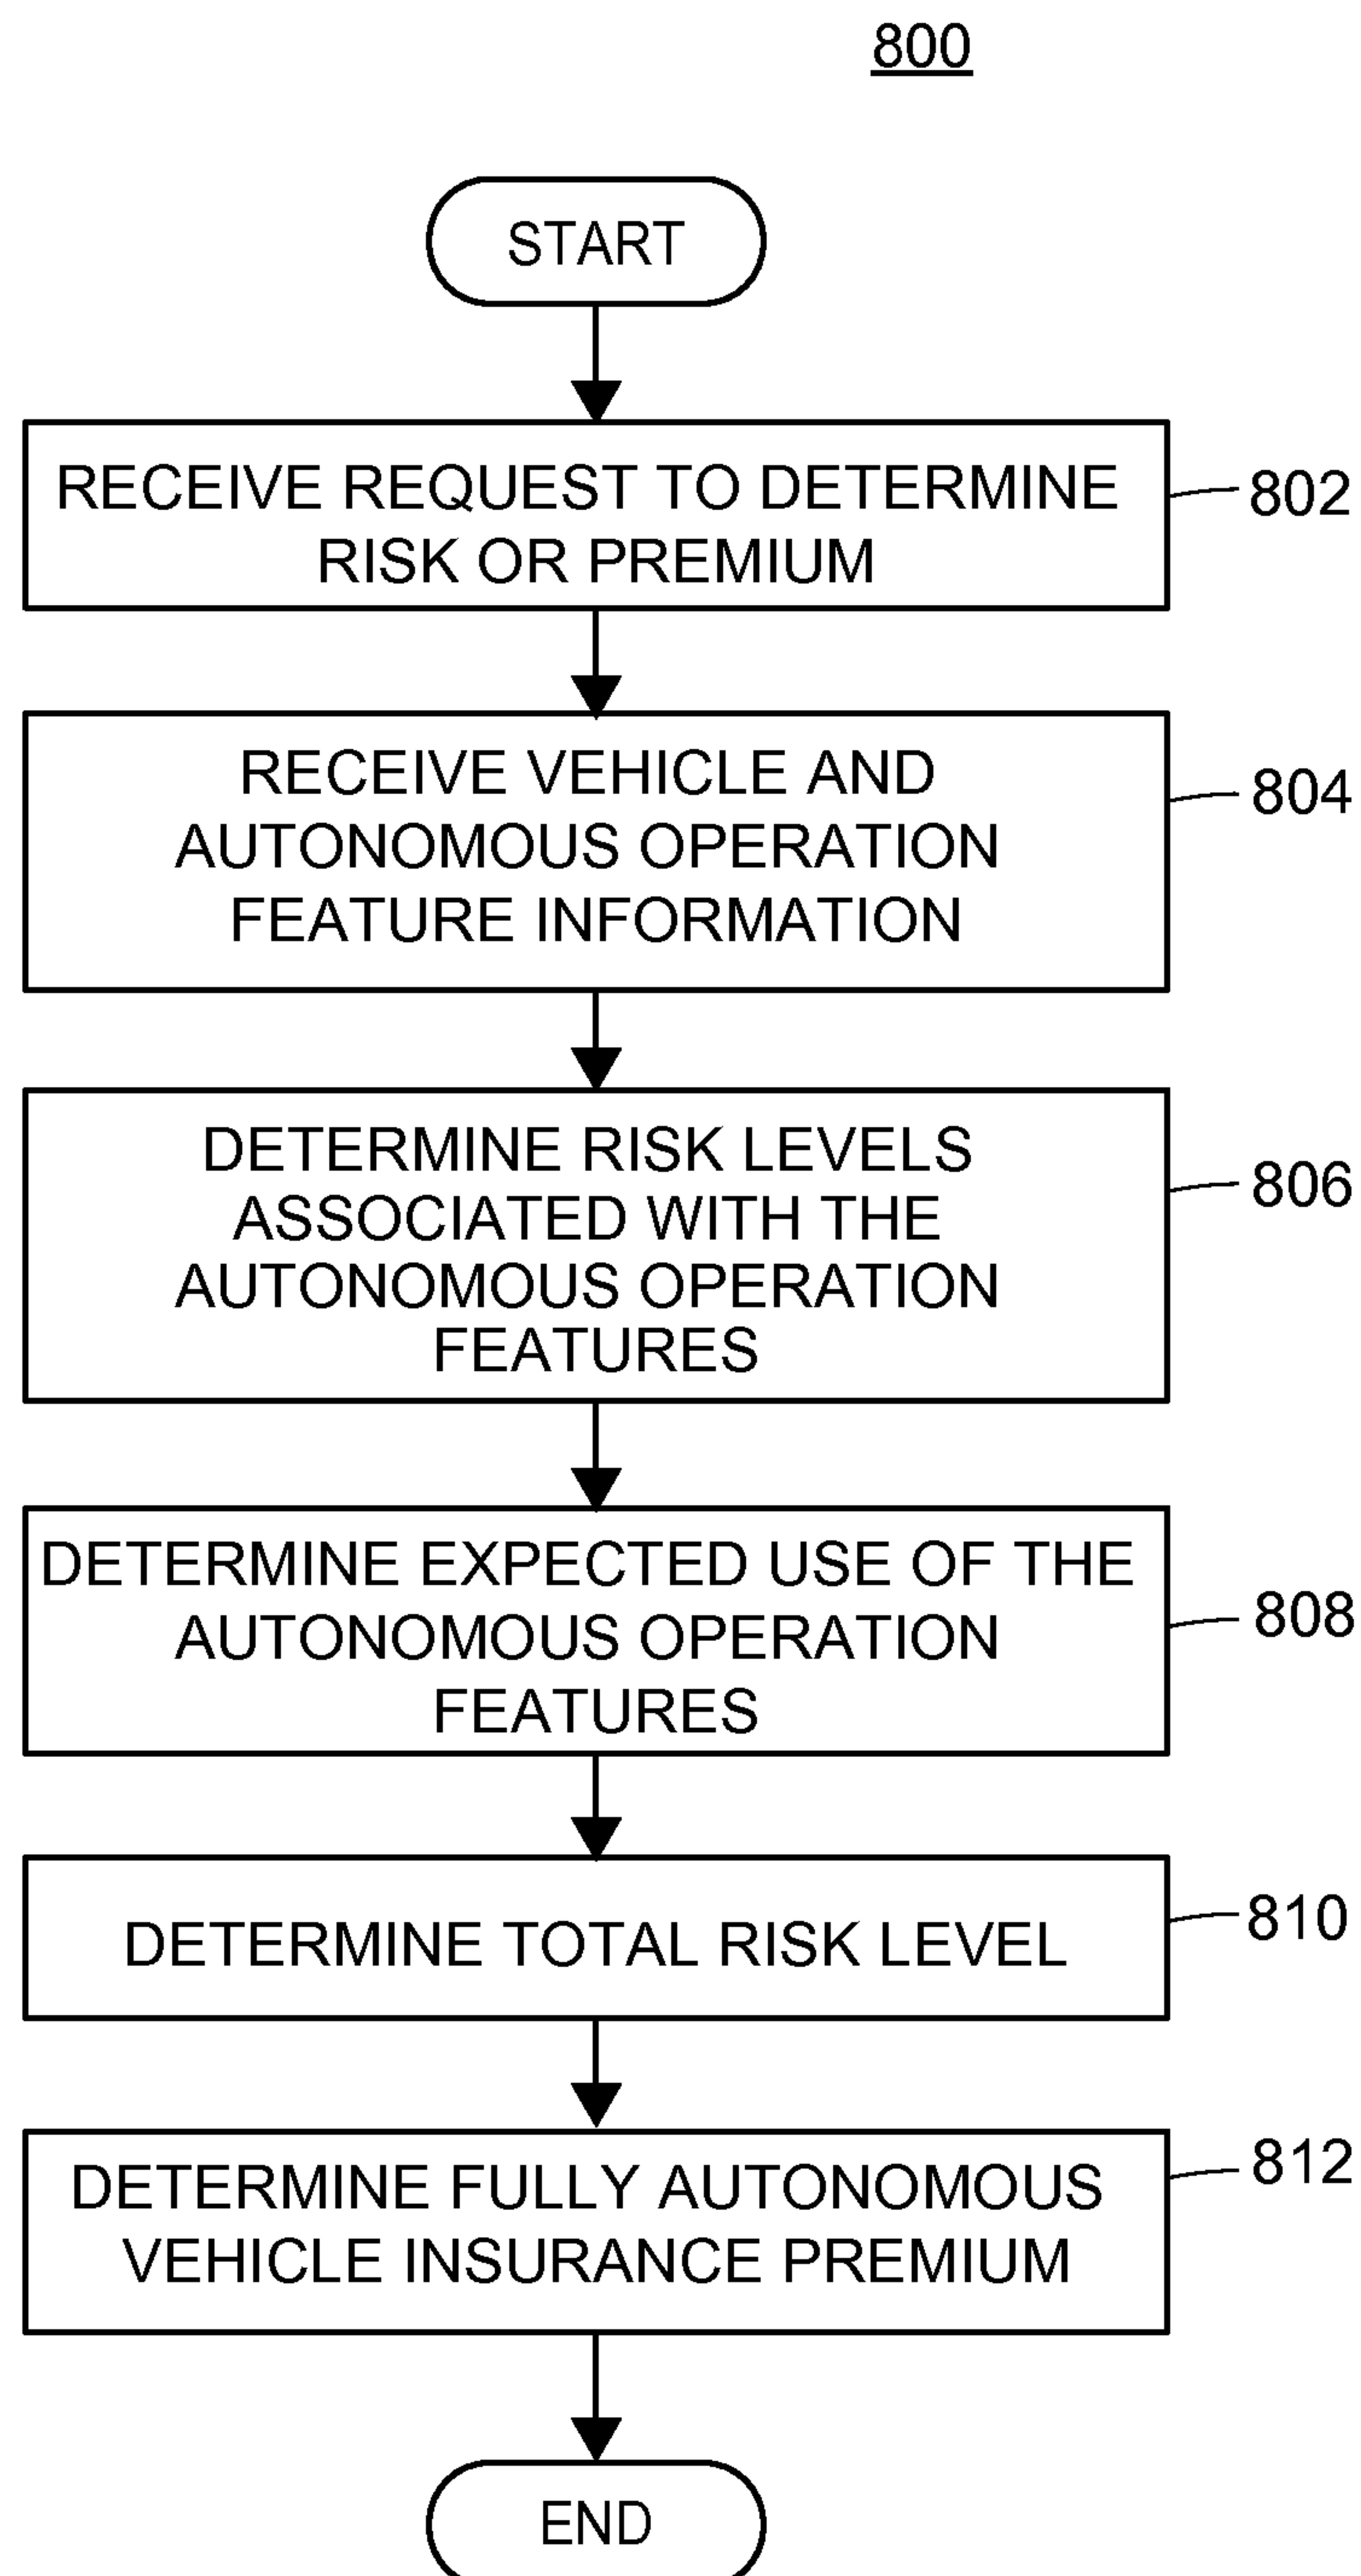 800
START
RECEIVE REQUEST TO DETERMINE
RISK OR PREMIUM
802
RECEIVE VEHICLE AND
AUTONOMOUS OPERATION
FEATURE INFORMATION
804
DETERMINE RISK LEVELS
ASSOCIATED WITH THE
AUTONOMOUS OPERATION
FEATURES
806
DETERMINE EXPECTED USE OF THE
AUTONOMOUS OPERATION
FEATURES
808
DETERMINE TOTAL RISK LEVEL
810
DETERMINE FULLY AUTONOMOUS
VEHICLE INSURANCE PREMIUM
812
END